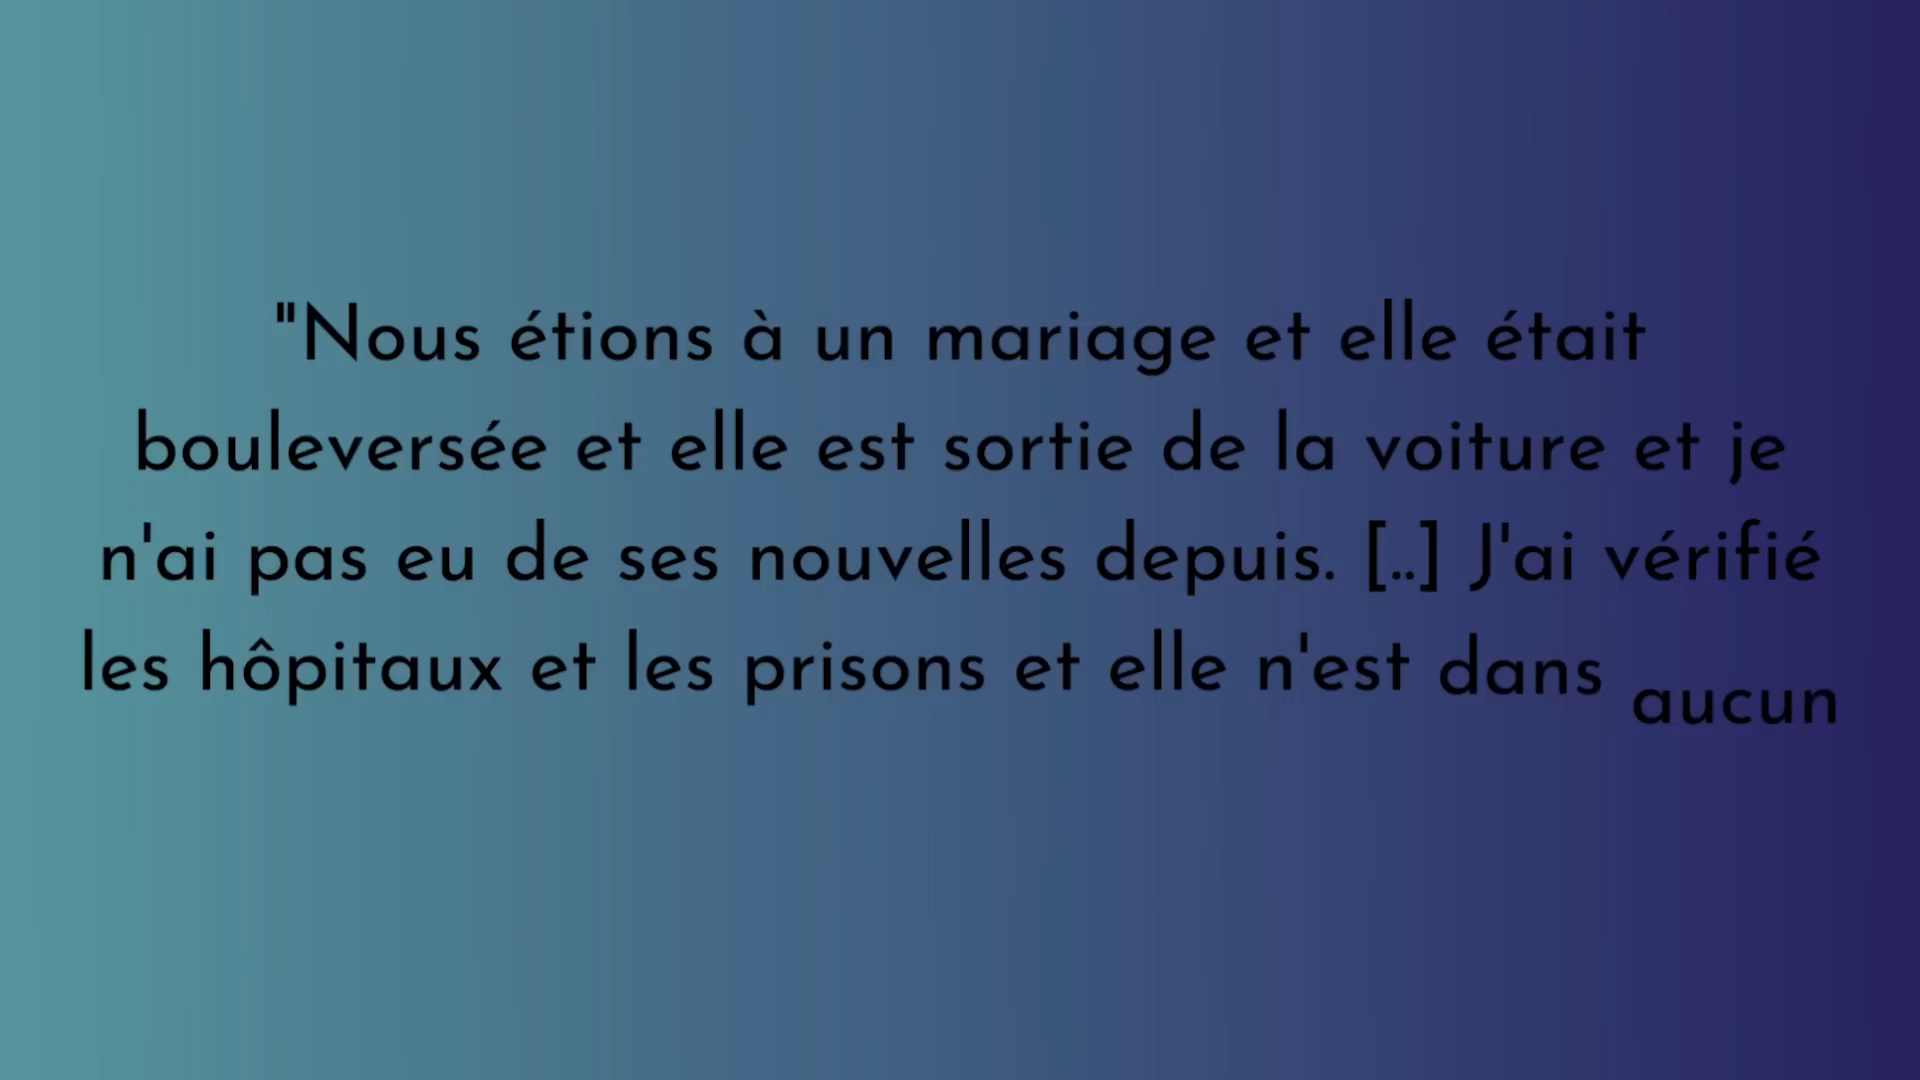 "Nous étions à un mariage et elle était
bouleversée et elle est sortie de la voiture et je
n'ai pas eu de ses nouvelles depuis. [..] J'ai vérifié
les hôpitaux et les prisons et elle n'est dans aucun